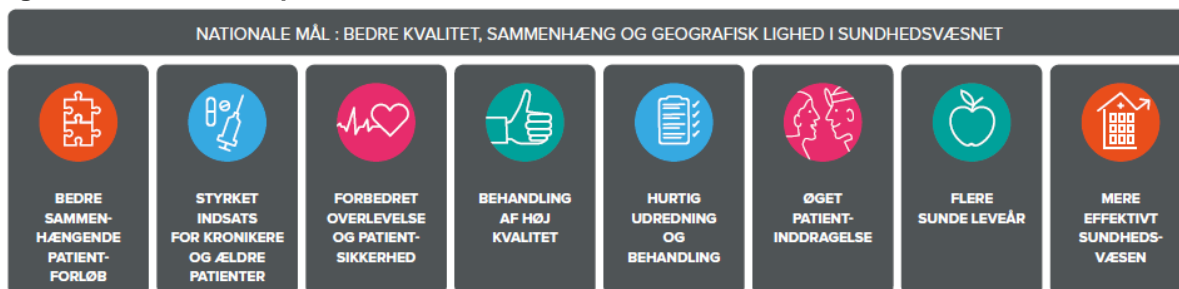 NATIONALE MÅL : BEDRE KVALITET, SAMMENHÆNG OG GEOGRAFISK LIGHED I SUNDHEDSVÆSNET
BEDRE
SAMMEN-
HÆNGENDE
PATIENT-
FORLØB
STYRKET
INDSATS
FOR KRONIKERE
OG ÆLDRE
PATIENTER
FORBEDRET
OVERLEVELSE
OG PATIENT-
SIKKERHED
BEHANDLING
AF HØJ
KVALITET
HURTIG
UDREDNING
OG
BEHANDLING
ØGET
PATIENT-
INDDRAGELSE
FLERE
SUNDE LEVEÅR
MERE
EFFEKTIVT
SUNDHEDS-
VÆSEN